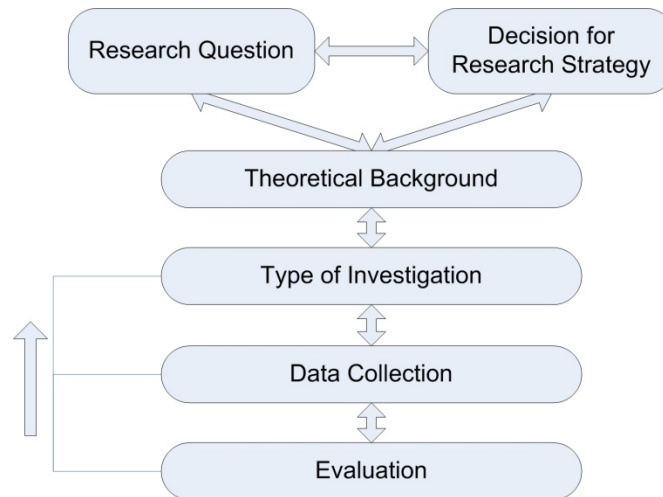 Research Question
Decision for
Research Strategy
Theoretical Background
Type of Investigation
Data Collection
Evaluation